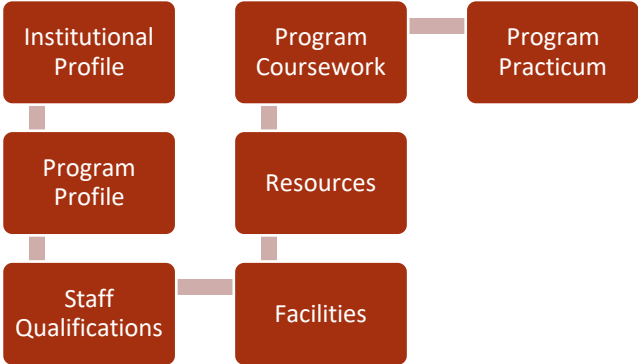 Institutional
Profile
Program
Profile
Staff
Qualifications
Facilities
Resources
Program
Coursework
Program
Practicum